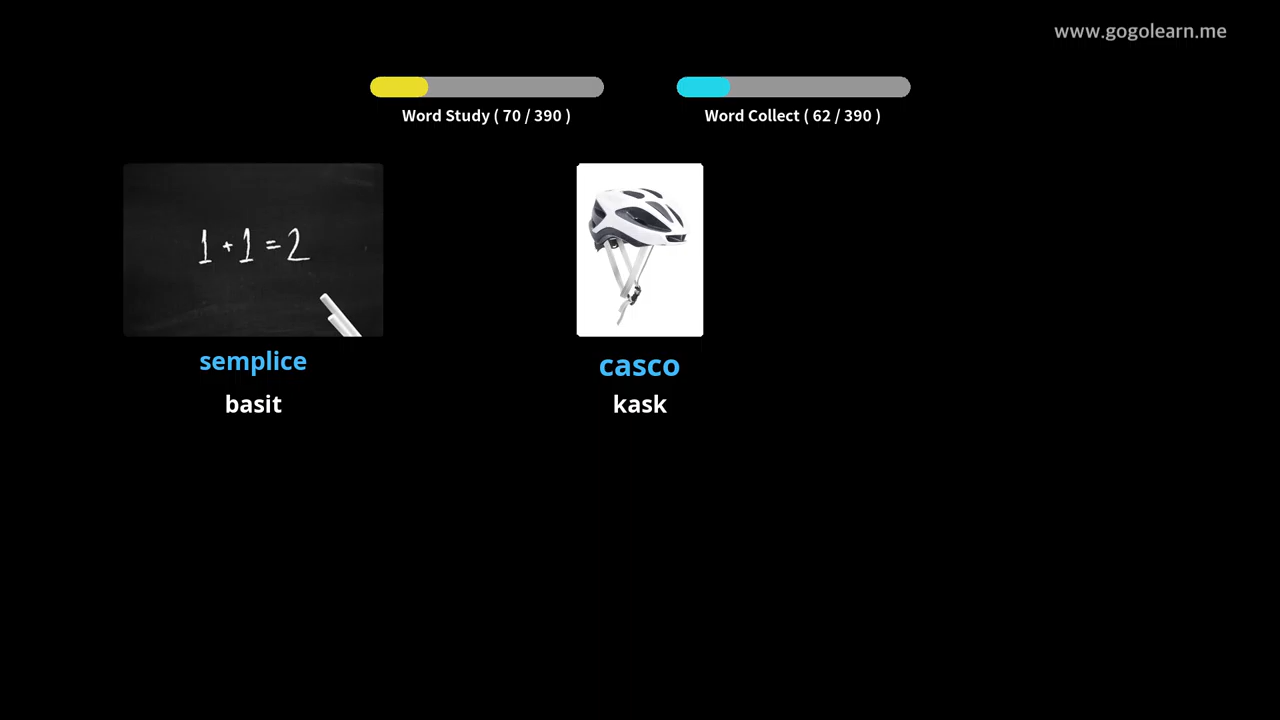 www.gogolearn.me
Word Study ( 70 / 390 )
Word Collect ( 62 / 390 )
1 + 1 = 2
semplice
casco
basit
kask